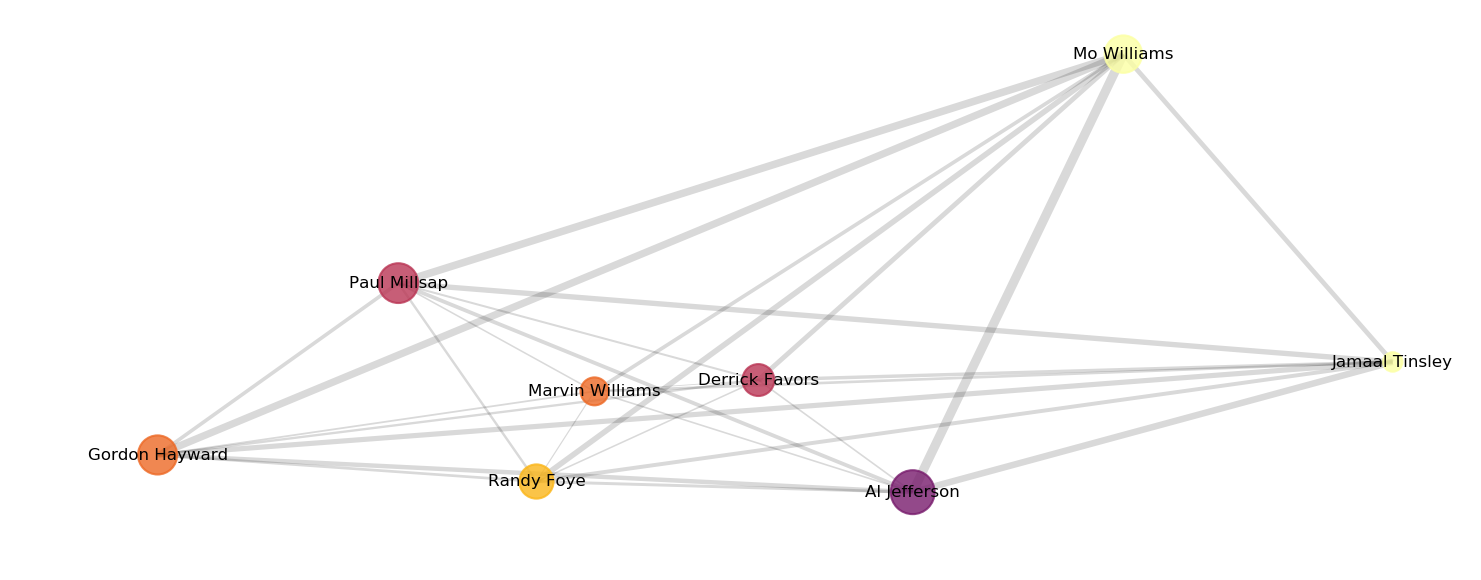 Mo Williams
Paul Millsap
Jamaal Tinsley
Derrick Favors
Marvin Williams
Gordon Hayward
Randy Foye
Al Jefferson